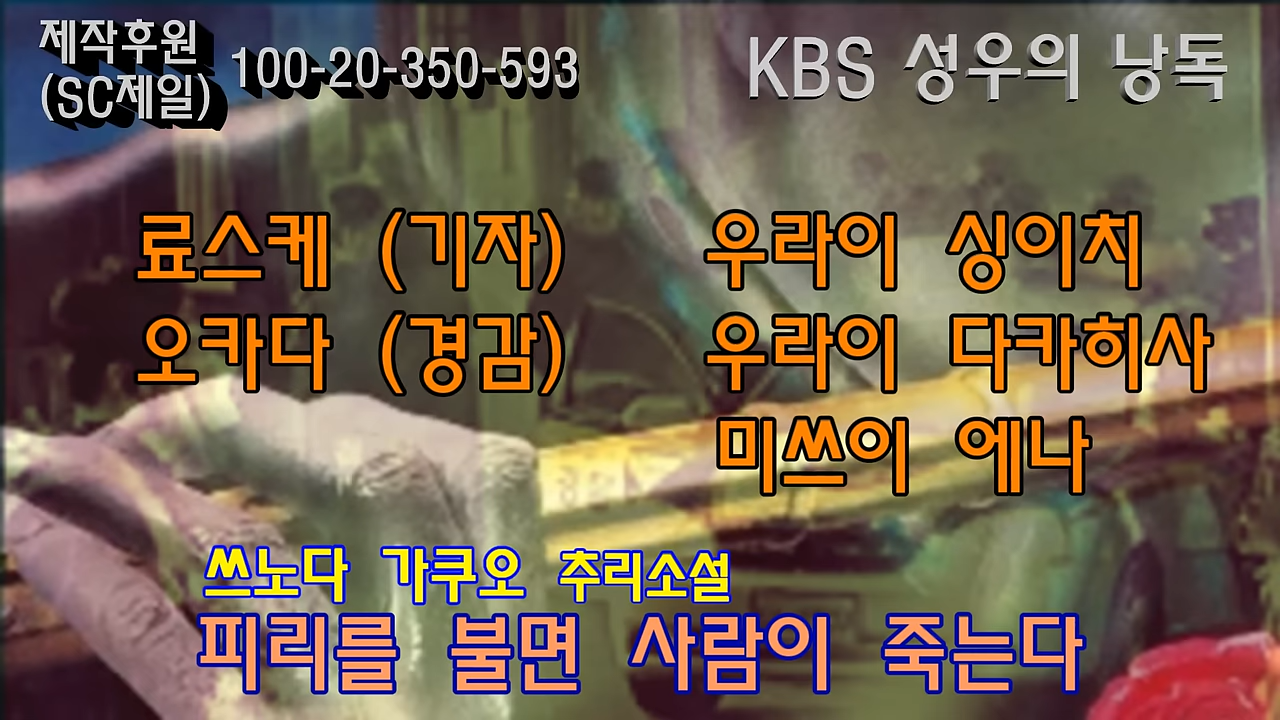 제작후원
(SC제일)
100-20-350-593
KBS 성우의 낭독
료스케 (기자)
우라이 싱이치
오카다 (경감)
우라이 다카히사
미쓰이 에나
쓰노다 가쿠오 추리소설
피리를 불면 사람이 죽는다